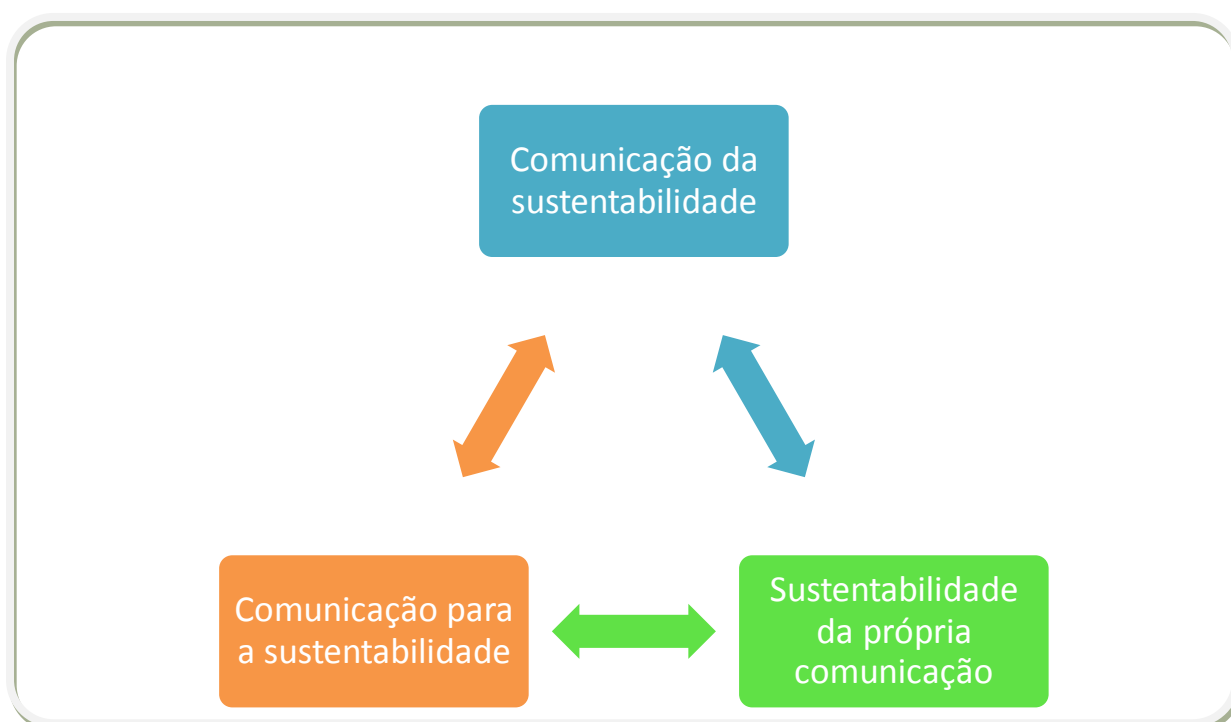 Comunicação da
sustentabilidade
Comunicação para
a sustentabilidade
Sustentabilidade
da própria
comunicação